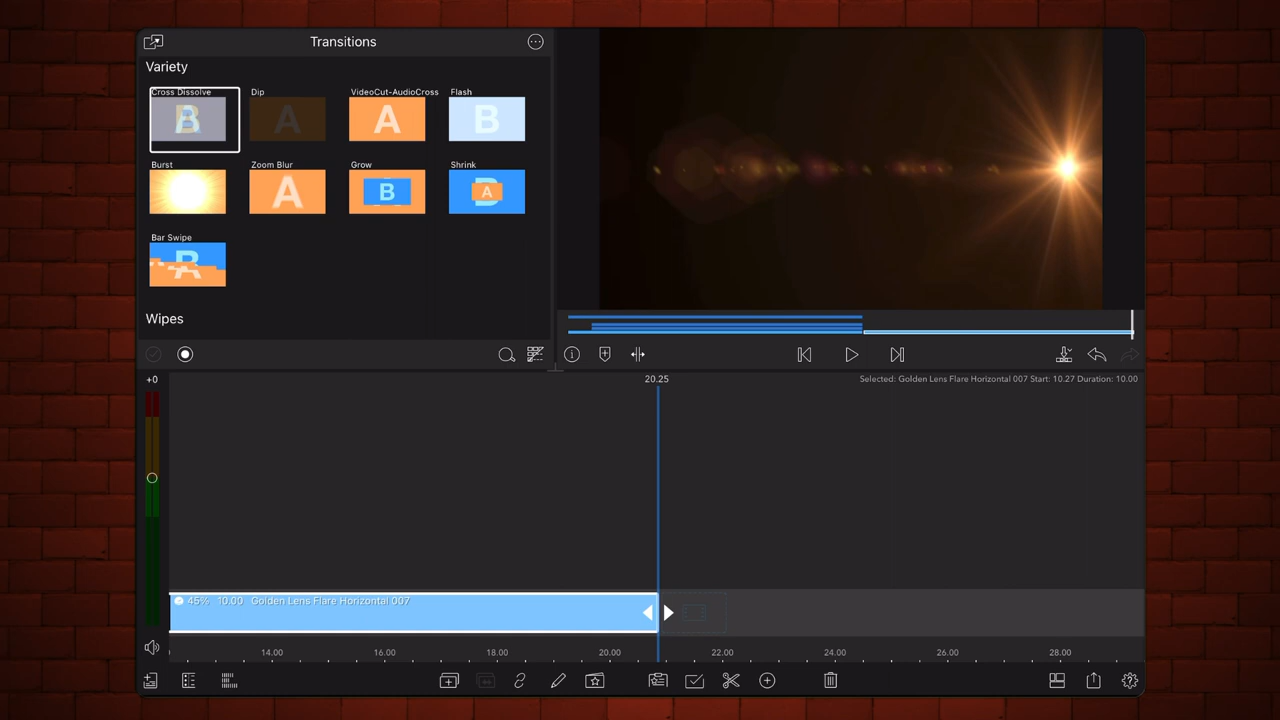 Transitions
Variety
Cross Dissolve
Dip
VideoCut-AudioCross
Flash
B
A
A
B
Burst
Zoom Blur
Grow
Shrink
A
B
A
Bar Swipe
Wipes
+0
20.25
Selected: Golden Lens Flare Horizontal 007 Start: 10.27 Duration: 10.00
45% 10.00 Golden Lens Flare Horizontal 007
14.00 16.00 18.00 20.00 22.00 24.00 26.00 28.00